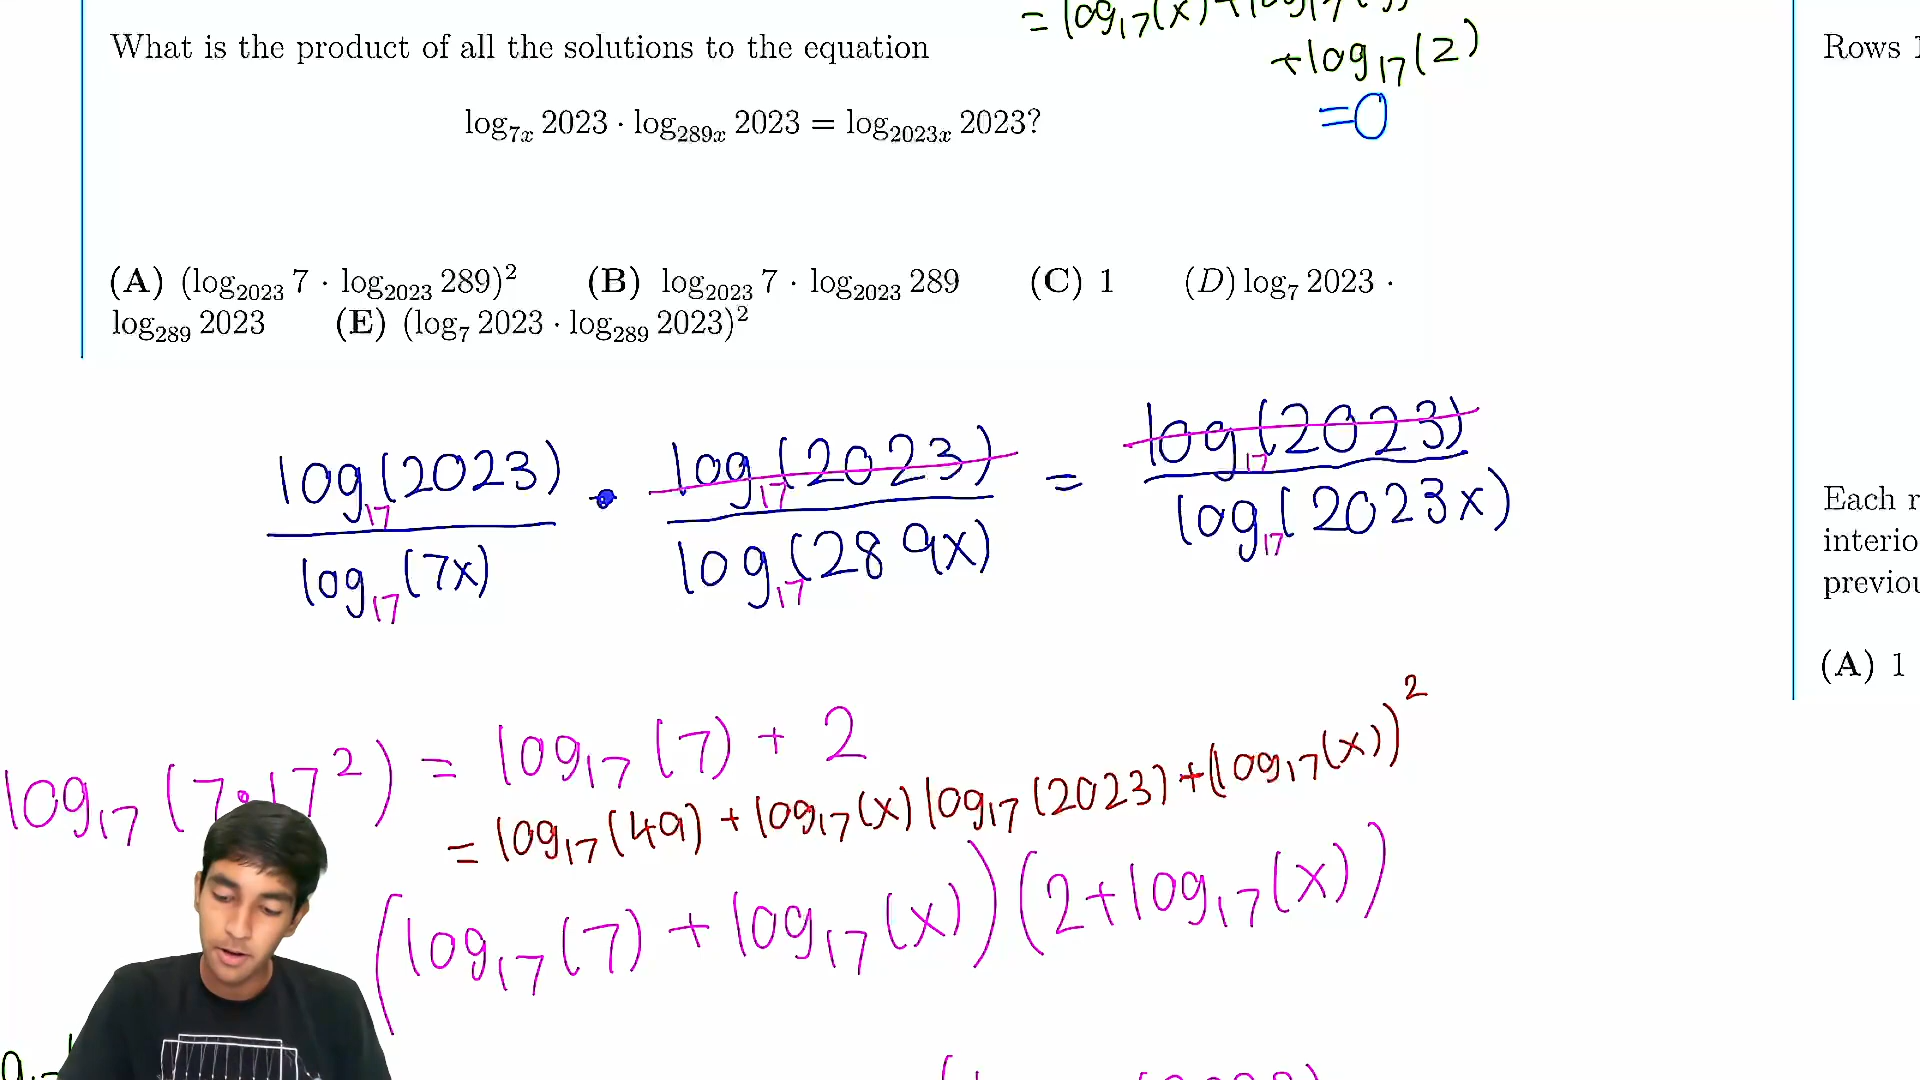 = log₁₇(x) + log₁₇
What is the product of all the solutions to the equation
+ log₁₇(2)
= 0
log₇ₓ 2023 · log₂₈₉ₓ 2023 = log₂₀₂₃ₓ 2023?
(A) (log₂₀₂₃ 7 · log₂₀₂₃ 289)² (B) log₂₀₂₃ 7 · log₂₀₂₃ 289 (C) 1 (D) log₇ 2023 ·
log₂₈₉ 2023 (E) (log₇ 2023 · log₂₈₉ 2023)²
log₁₇(2023) • log₁₇(2023) = log₁₇(2023)
log₁₇(7x) log₁₇(289x) log₁₇(2023x)
log₁₇(7·17²) = log₁₇(7) + 2
= log₁₇(49) + log₁₇(x) log₁₇(2023) + (log₁₇(x))²
(log₁₇(7) + log₁₇(x))(2 + log₁₇(x))
Rows
Each r
interio
previou
(A) 1